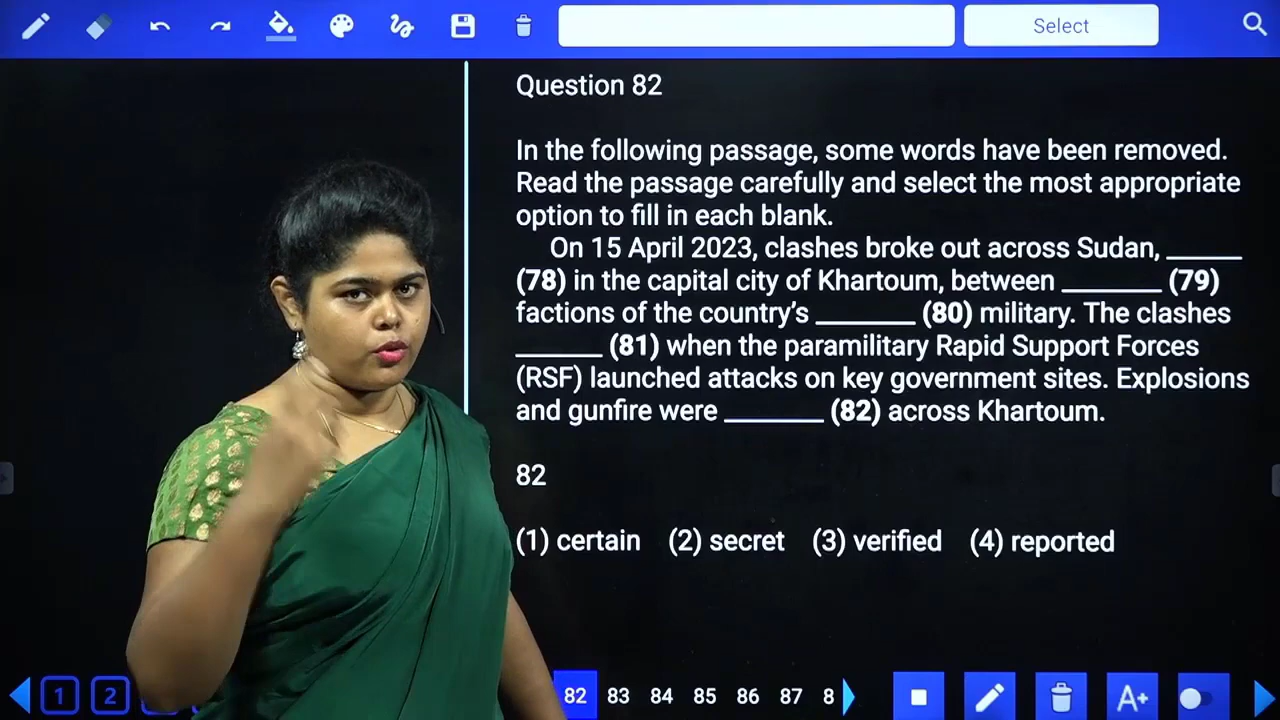 Select
Question 82
In the following passage, some words have been removed.
Read the passage carefully and select the most appropriate
option to fill in each blank.
On 15 April 2023, clashes broke out across Sudan, ______
(78) in the capital city of Khartoum, between ________ (79)
factions of the country's ________ (80) military. The clashes
_______ (81) when the paramilitary Rapid Support Forces
(RSF) launched attacks on key government sites. Explosions
and gunfire were ________ (82) across Khartoum.
82
(1) certain (2) secret (3) verified (4) reported
1 2 82 83 84 85 86 87 8 A+